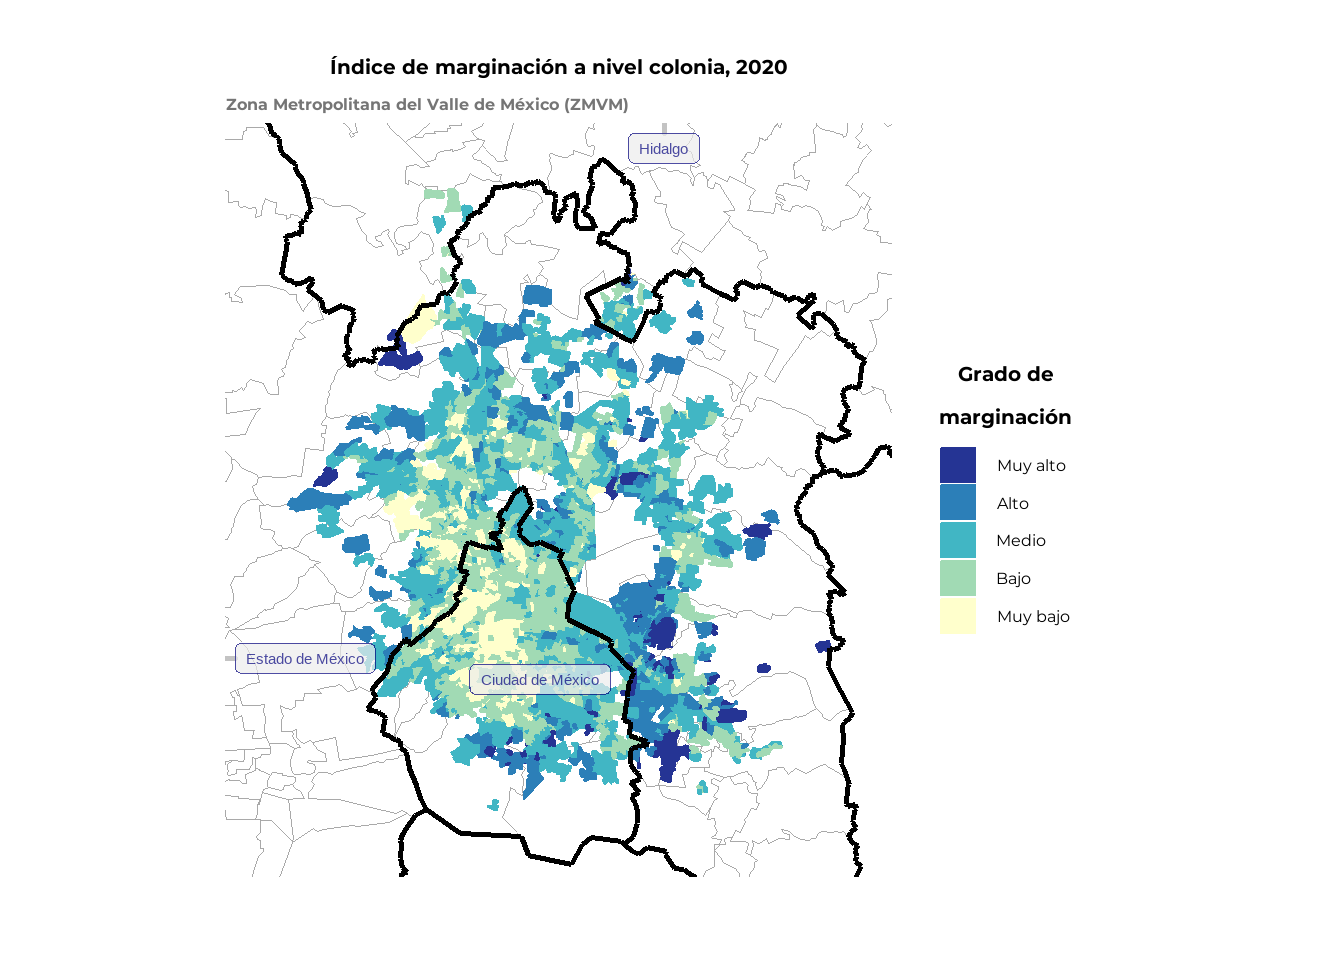 Índice de marginación a nivel colonia, 2020
Zona Metropolitana del Valle de México (ZMVM)
Hidalgo
Estado de México
Ciudad de México
Grado de
marginación
Muy alto
Alto
Medio
Bajo
Muy bajo